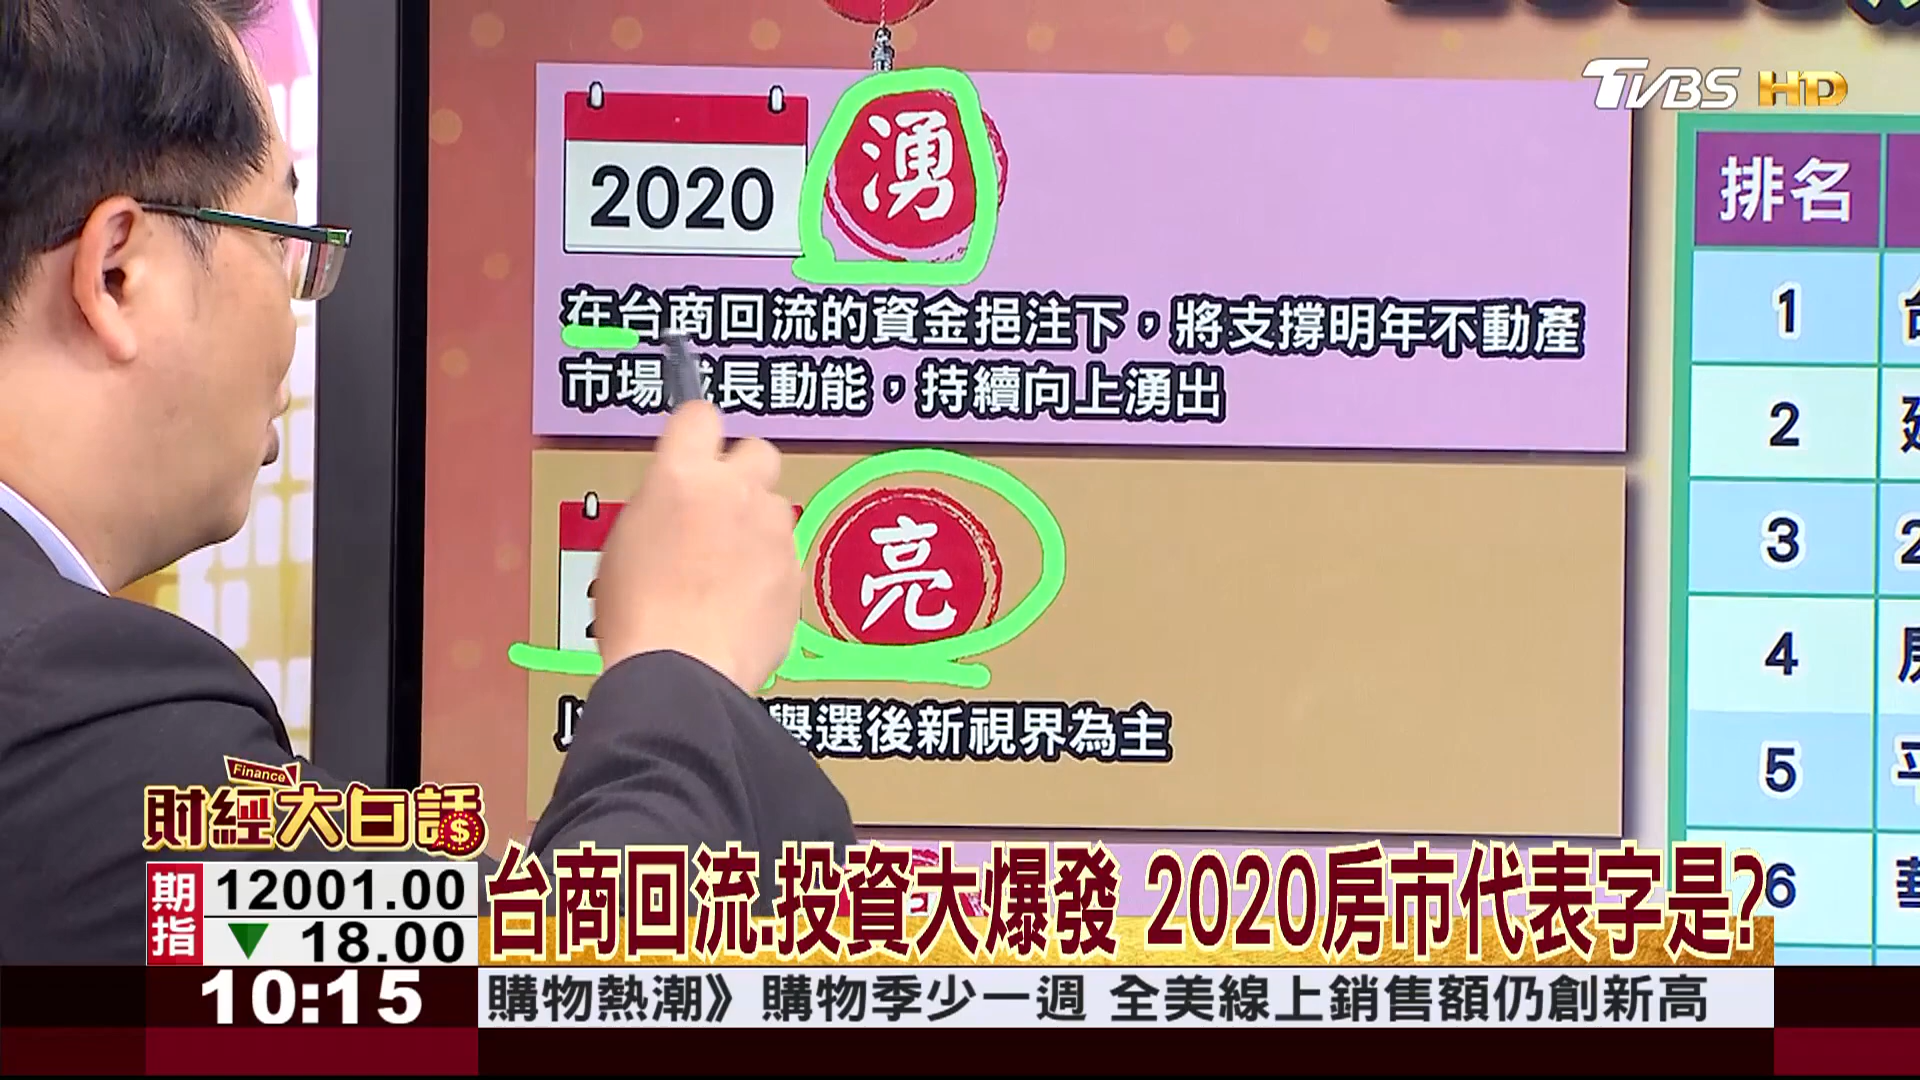 TVBS HD
2020
湧
在台商回流的資金挹注下，將支撐明年不動產
市場成長動能，持續向上湧出
亮
舉選後新視界為主
排名
1
2
3
4
5
6
Finance
財經大白話
期指
12001.00
▼ 18.00
10:15
台商回流.投資大爆發 2020房市代表字是?
購物熱潮》購物季少一週 全美線上銷售額仍創新高